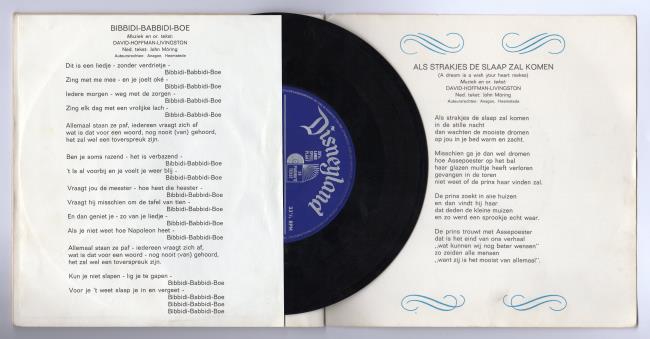 BIBBIDI-BABBIDI-BOE
Muziek en or. tekst:
DAVID-HOFFMAN-LIVINGSTON
Ned. tekst: John Möring
Auteursrechten: Anagon, Heemstede
Dit is een liedje - zonder verdrietje -
Bibbidi-Babbidi-Boe
Zing met me mee - en je joelt oké -
Bibbidi-Babbidi-Boe
Iedere morgen - weg met de zorgen -
Bibbidi-Babbidi-Boe
Zing elk dag met een vrolijke lach -
Bibbidi-Babbidi-Boe
Allemaal staan ze paf, iedereen vraagt zich af,
wat is dat voor een woord, nog nooit (van) gehoord,
het zal wel een toverspreuk zijn.
Ben je soms razend - het is verbazend -
Bibbidi-Babbidi-Boe
't Is al voorbij en je voelt je weer blij -
Bibbidi-Babbidi-Boe
Vraagt jou de meester - hoe heet die heester -
Bibbidi-Babbidi-Boe
Vraagt hij misschien om de tafel van tien -
Bibbidi-Babbidi-Boe
En dan geniet je - zo van je liedje -
Bibbidi-Babbidi-Boe
Als je niet weet hoe Napoleon heet -
Bibbidi-Babbidi-Boe
Allemaal staan ze paf - iedereen vraagt zich af,
wat is dat voor een woord - nog nooit (van) gehoord,
het zal wel een toverspreuk zijn.
Kun je niet slapen - lig je te gapen -
Bibbidi-Babbidi-Boe
Voor je 't weet slaap je in en vergeet -
Bibbidi-Babbidi-Boe
Bibbidi-Babbidi-Boe
Bibbidi-Babbidi-Boe
Disneyland
33⅓ RPM
ALS STRAKJES DE SLAAP ZAL KOMEN
(A dream is a wish your heart makes)
Muziek en or. tekst:
DAVID-HOFFMAN-LIVINGSTON
Ned. tekst: John Möring
Auteursrechten: Anagon, Heemstede
Als strakjes de slaap zal komen
in de stille nacht
dan wachten de mooiste dromen
op jou in je bed warm en zacht.
Misschien ga je dan wel dromen
hoe Assepoester op het bal
haar glazen muiltje heeft verloren
gevangen in de toren
niet weet of de prins haar vinden zal.
De prins zoekt in alle huizen
en dan vindt hij haar
dat deden de kleine muizen
en zo werd een sprookje echt waar.
De prins trouwt met Assepoester
dat is het eind van ons verhaal
"wat kunnen wij nog beter wensen"
zo zeiden alle mensen
"want zij is het mooist van allemaal".